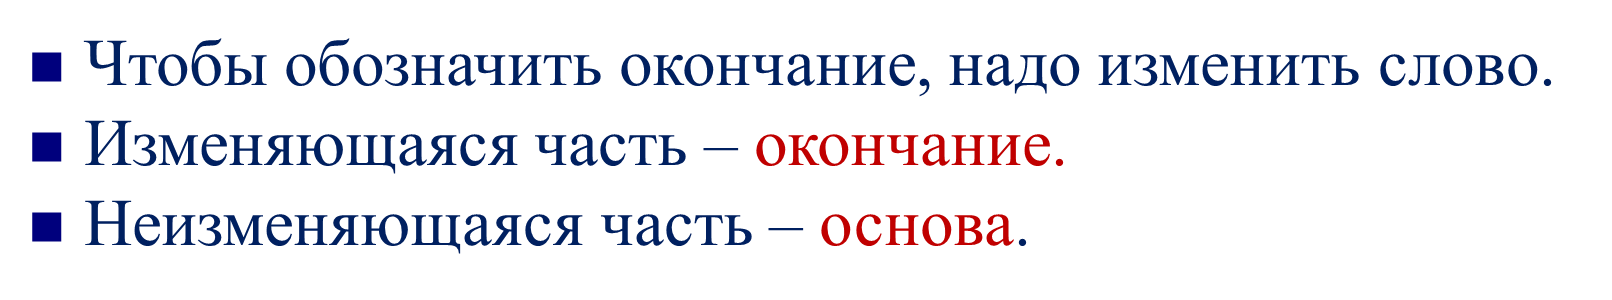 Чтобы обозначить окончание, надо изменить слово.
Изменяющаяся часть – окончание.
Неизменяющаяся часть – основа.